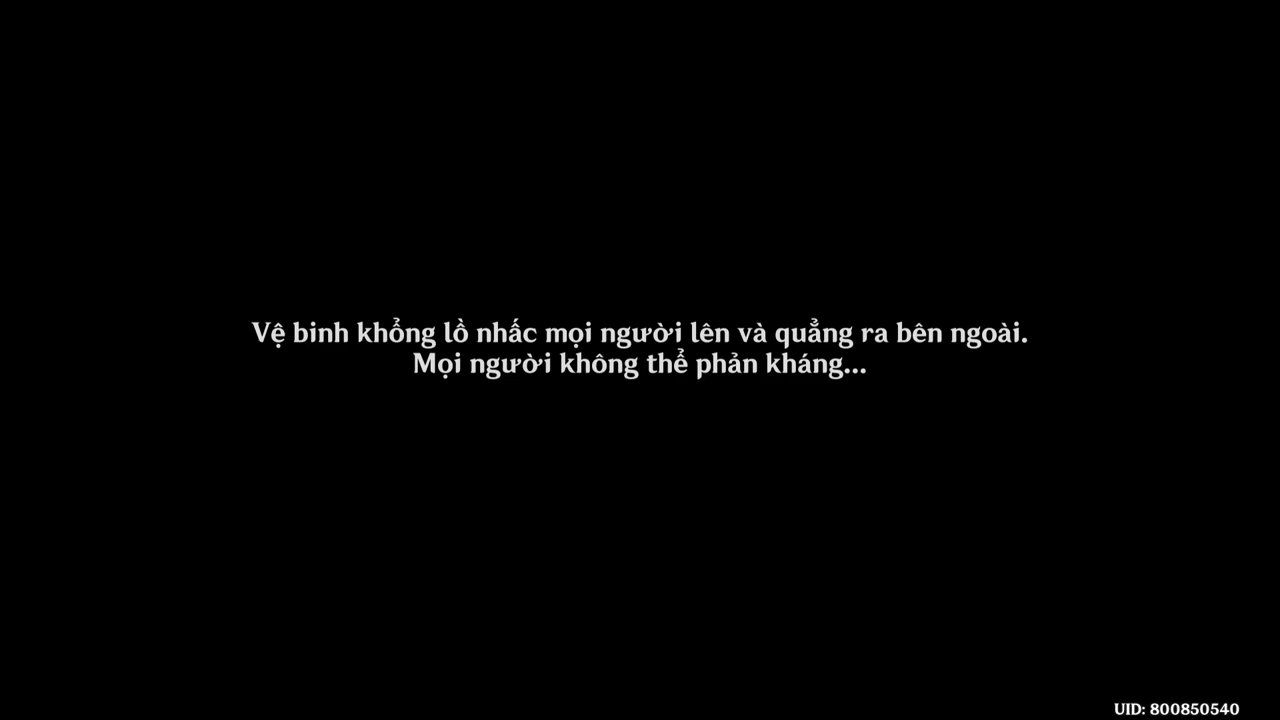 Vệ binh khổng lồ nhấc mọi người lên và quẳng ra bên ngoài.
Mọi người không thể phản kháng...
UID: 800850540